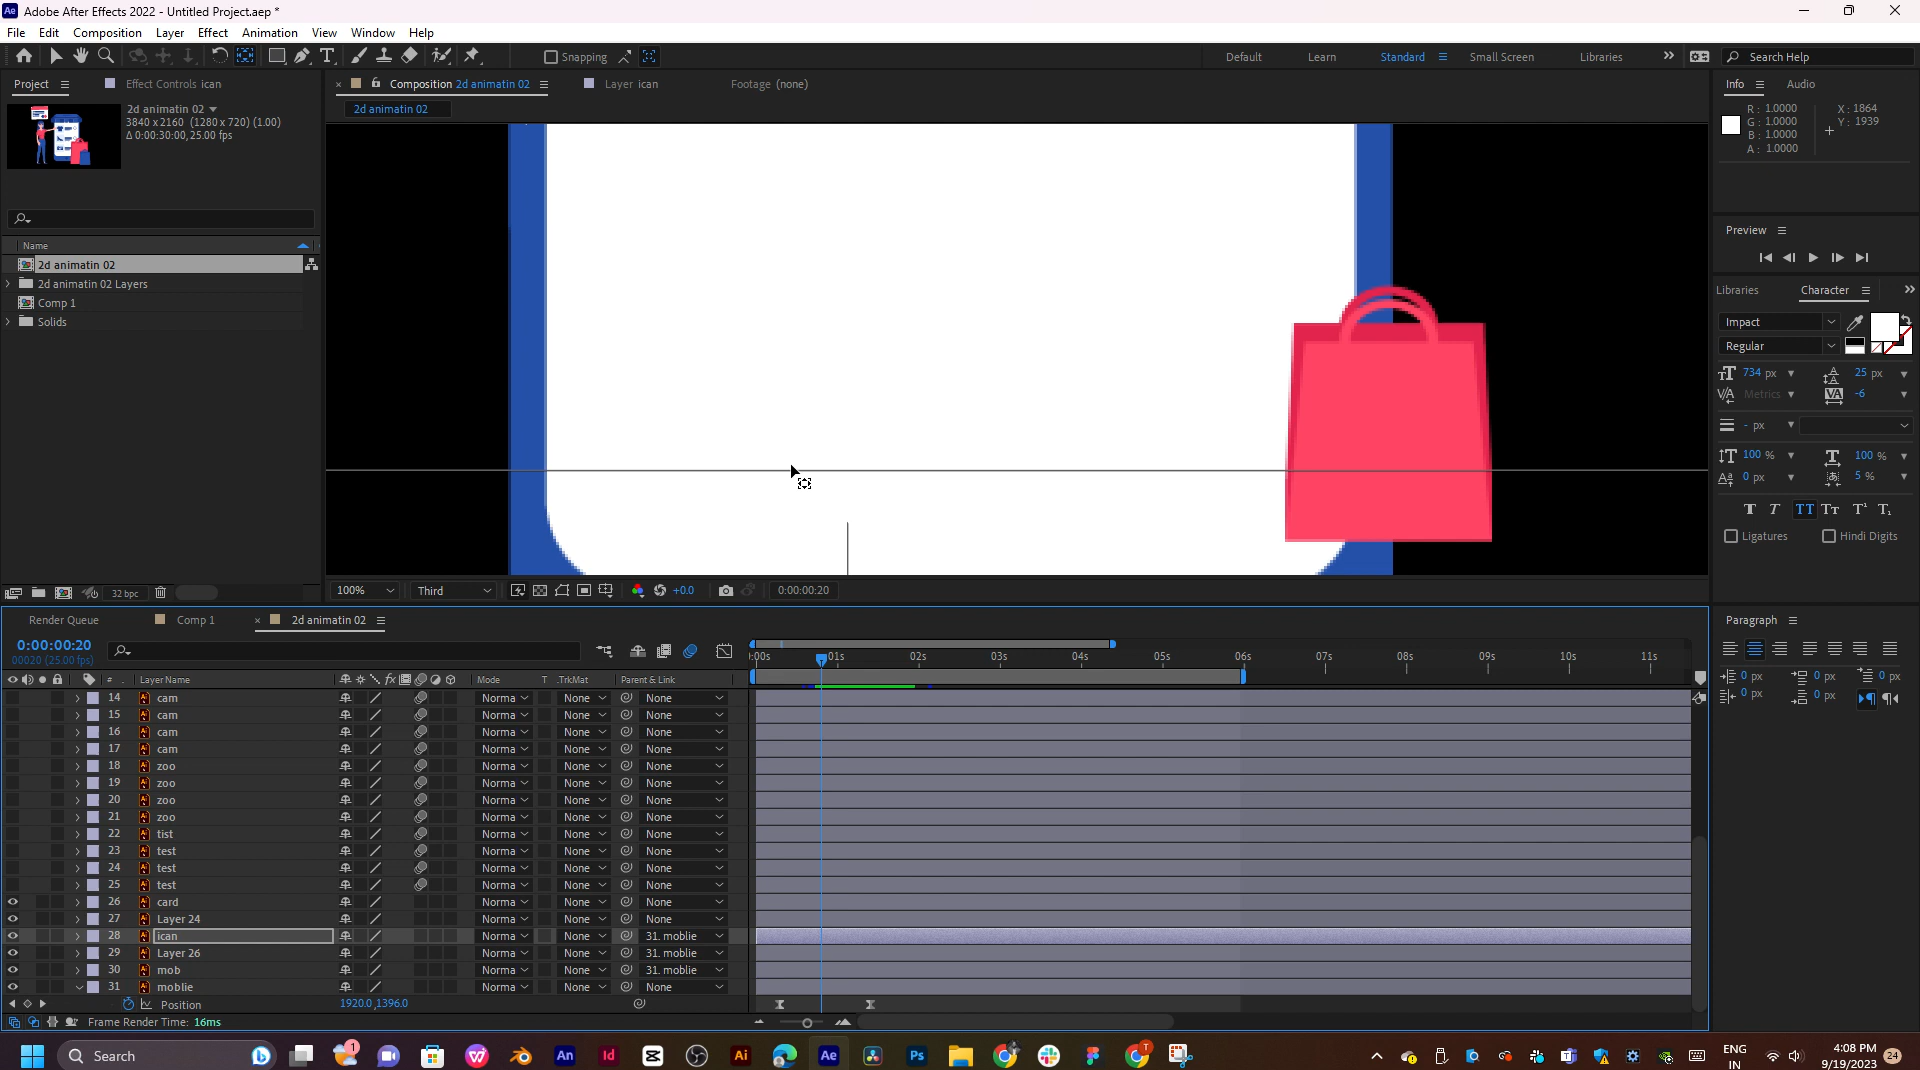 Adobe After Effects 2022 - Untitled Project.aep *
File Edit Composition Layer Effect Animation View Window Help
Snapping
Default Learn Standard Small Screen Libraries
Search Help
Project
Effect Controls ican
Composition 2d animatin 02
Layer ican
Footage (none)
Info Audio
2d animatin 02
3840 x 2160 (1280 x 720) (1.00)
Δ 0:00:30:00, 25.00 fps
2d animatin 02
R: 1.0000
G: 1.0000
B: 1.0000
A: 1.0000
X: 1864
Y: 1939
Name
2d animatin 02
2d animatin 02 Layers
Comp 1
Solids
Preview
Libraries Character
Impact
Regular
734 px 25 px
Metrics -6
- px
100 % 100 %
0 px 5 %
Ligatures Hindi Digits
32 bpc
100% Third +0.0 0:00:00:20
Render Queue Comp 1 2d animatin 02
0:00:00:20
00020 (25.00 fps)
:00s 01s 02s 03s 04s 05s 06s 07s 08s 09s 10s 11s
# Layer Name Mode T .TrkMat Parent & Link
14 cam Norma None None
15 cam Norma None None
16 cam Norma None None
17 cam Norma None None
18 zoo Norma None None
19 zoo Norma None None
20 zoo Norma None None
21 zoo Norma None None
22 tist Norma None None
23 test Norma None None
24 test Norma None None
25 test Norma None None
26 card Norma None None
27 Layer 24 Norma None None
28 ican Norma None 31. moblie
29 Layer 26 Norma None 31. moblie
30 mob Norma None 31. moblie
31 moblie Norma None None
Position 1920.0,1396.0
Frame Render Time: 16ms
Paragraph
0 px 0 px 0 px
0 px 0 px
Search
ENG
IN
4:08 PM
9/19/2023
24